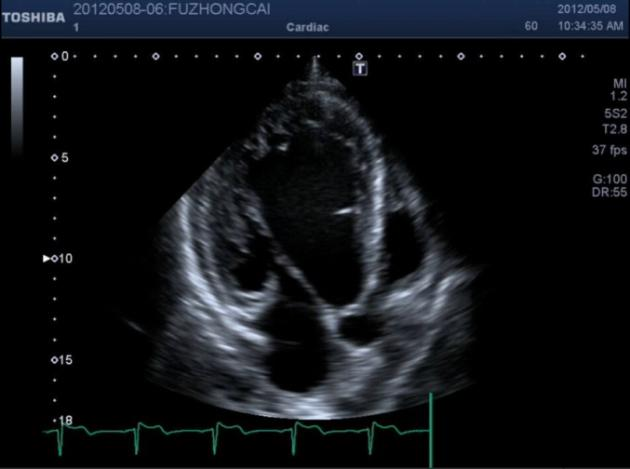 TOSHIBA
20120508-06:FUZHONGCAI
2012/05/08
1
Cardiac
60
10:34:35 AM
0
T
MI
1.2
5S2
T2.8
37 fps
G:100
DR:55
5
10
15
18